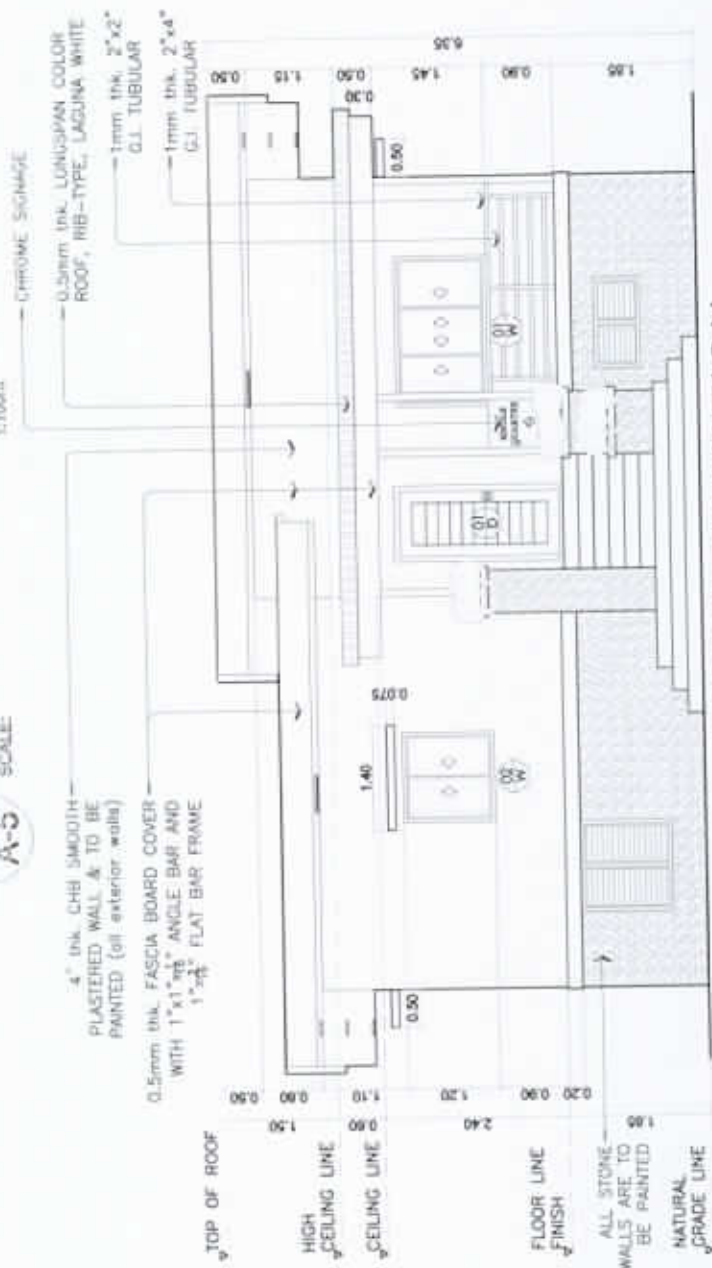 A-5
SCALE:
CHROME SIGNAGE
4" thk. CHB SMOOTH
PLASTERED WALL & TO BE
PAINTED (all exterior walls)
0.5mm thk. LONGSPAN COLOR
ROOF, RIB-TYPE, LAGUNA WHITE
0.5mm thk. FASCIA BOARD COVER
WITH 1"x1"x ANGLE BAR AND
FLAT BAR FRAME
1mm thk. 2"x2"
G.I. TUBULAR
1mm thk. 2"x4"
G.I. TUBULAR
TOP OF ROOF
HIGH
CEILING LINE
CEILING LINE
FLOOR LINE
FINISH
ALL STONE
WALLS ARE TO
BE PAINTED
NATURAL
GRADE LINE
0.50
1.50
0.80
1.10
0.60
1.20
2.40
0.90
0.20
1.85
0.50
1.40
0.075
02
W
01
D
01
W
0.50
0.50
1.15
0.50
0.30
1.45
0.90
1.85
6.35